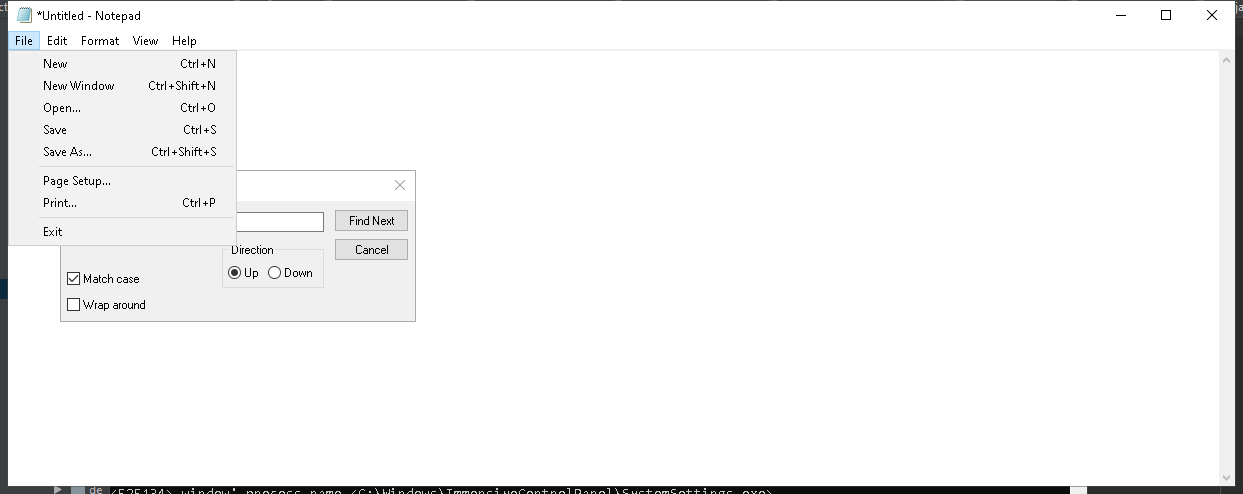 *Untitled - Notepad
File Edit Format View Help
New Ctrl+N
New Window Ctrl+Shift+N
Open... Ctrl+O
Save Ctrl+S
Save As... Ctrl+Shift+S
Page Setup...
Print... Ctrl+P
Exit
Find Next
Cancel
Direction
Up Down
Match case
Wrap around
de <525134> window' process name <C:\Windows\ImmersiveControlPanel\SystemSettings.exe>